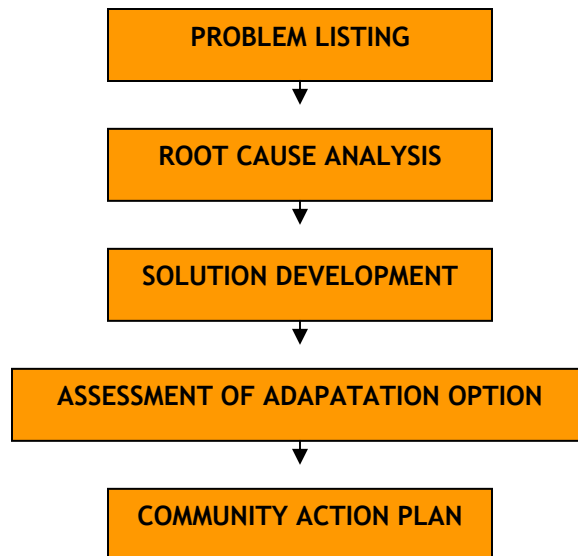 PROBLEM LISTING
ROOT CAUSE ANALYSIS
SOLUTION DEVELOPMENT
ASSESSMENT OF ADAPATATION OPTION
COMMUNITY ACTION PLAN